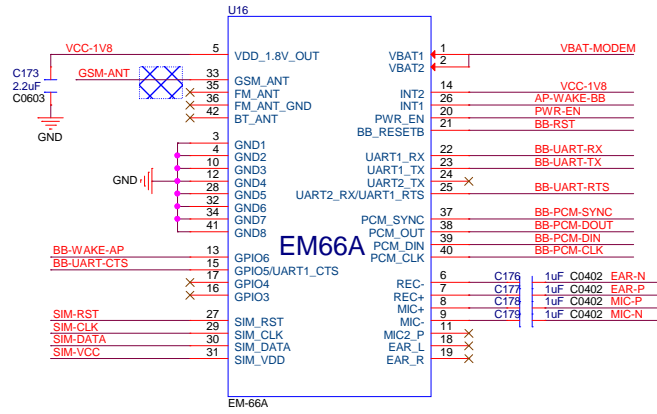 U16
VCC-1V8 5 VDD_1.8V_OUT VBAT1 1 VBAT-MODEM
VBAT2 2
C173
2.2uF
C0603
GND
GSM-ANT 33 GSM_ANT
35 FM_ANT
36 FM_ANT_GND
42 BT_ANT
INT2 14 VCC-1V8
INT1 26 AP-WAKE-BB
PWR_EN 20 PWR-EN
BB_RESETB 21 BB-RST
3 GND1
4 GND2
10 GND3
12 GND4
28 GND5
32 GND6
34 GND7
41 GND8
GND
UART1_RX 22 BB-UART-RX
UART1_TX 23 BB-UART-TX
UART2_TX 24
UART2_RX/UART1_RTS 25 BB-UART-RTS
PCM_SYNC 37 BB-PCM-SYNC
PCM_OUT 38 BB-PCM-DOUT
PCM_DIN 39 BB-PCM-DIN
PCM_CLK 40 BB-PCM-CLK
EM66A
BB-WAKE-AP 13 GPIO6
BB-UART-CTS 15 GPIO5/UART1_CTS
17 GPIO4
16 GPIO3
REC- 6 C176 1uF C0402 EAR-N
REC+ 7 C177 1uF C0402 EAR-P
MIC+ 8 C178 1uF C0402 MIC-P
MIC- 9 C179 1uF C0402 MIC-N
MIC2_P 11
EAR_L 18
EAR_R 19
SIM-RST 27 SIM_RST
SIM-CLK 29 SIM_CLK
SIM-DATA 30 SIM_DATA
SIM-VCC 31 SIM_VDD
EM-66A